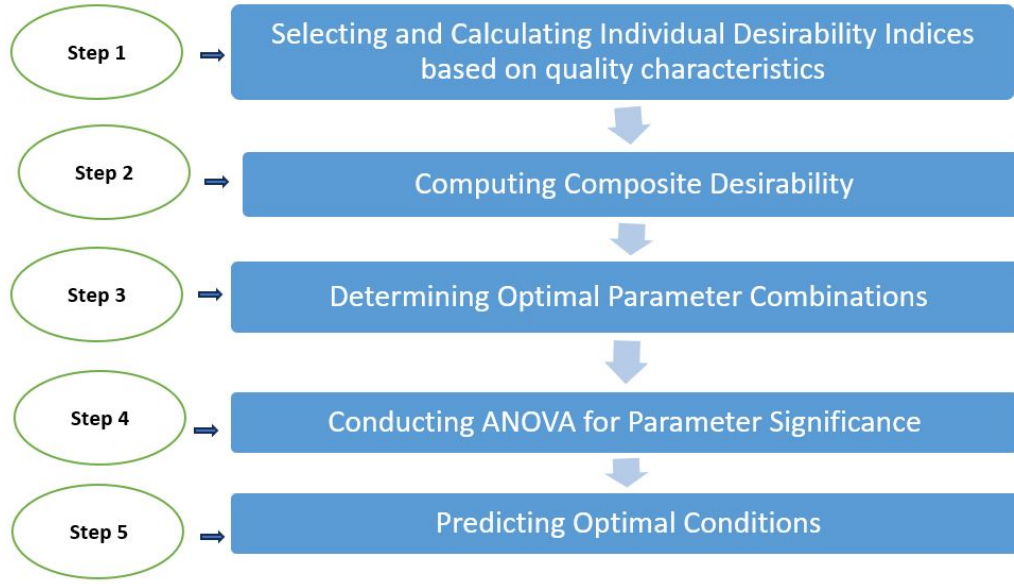 Step 1
Selecting and Calculating Individual Desirability Indices
based on quality characteristics
Step 2
Computing Composite Desirability
Step 3
Determining Optimal Parameter Combinations
Step 4
Conducting ANOVA for Parameter Significance
Step 5
Predicting Optimal Conditions